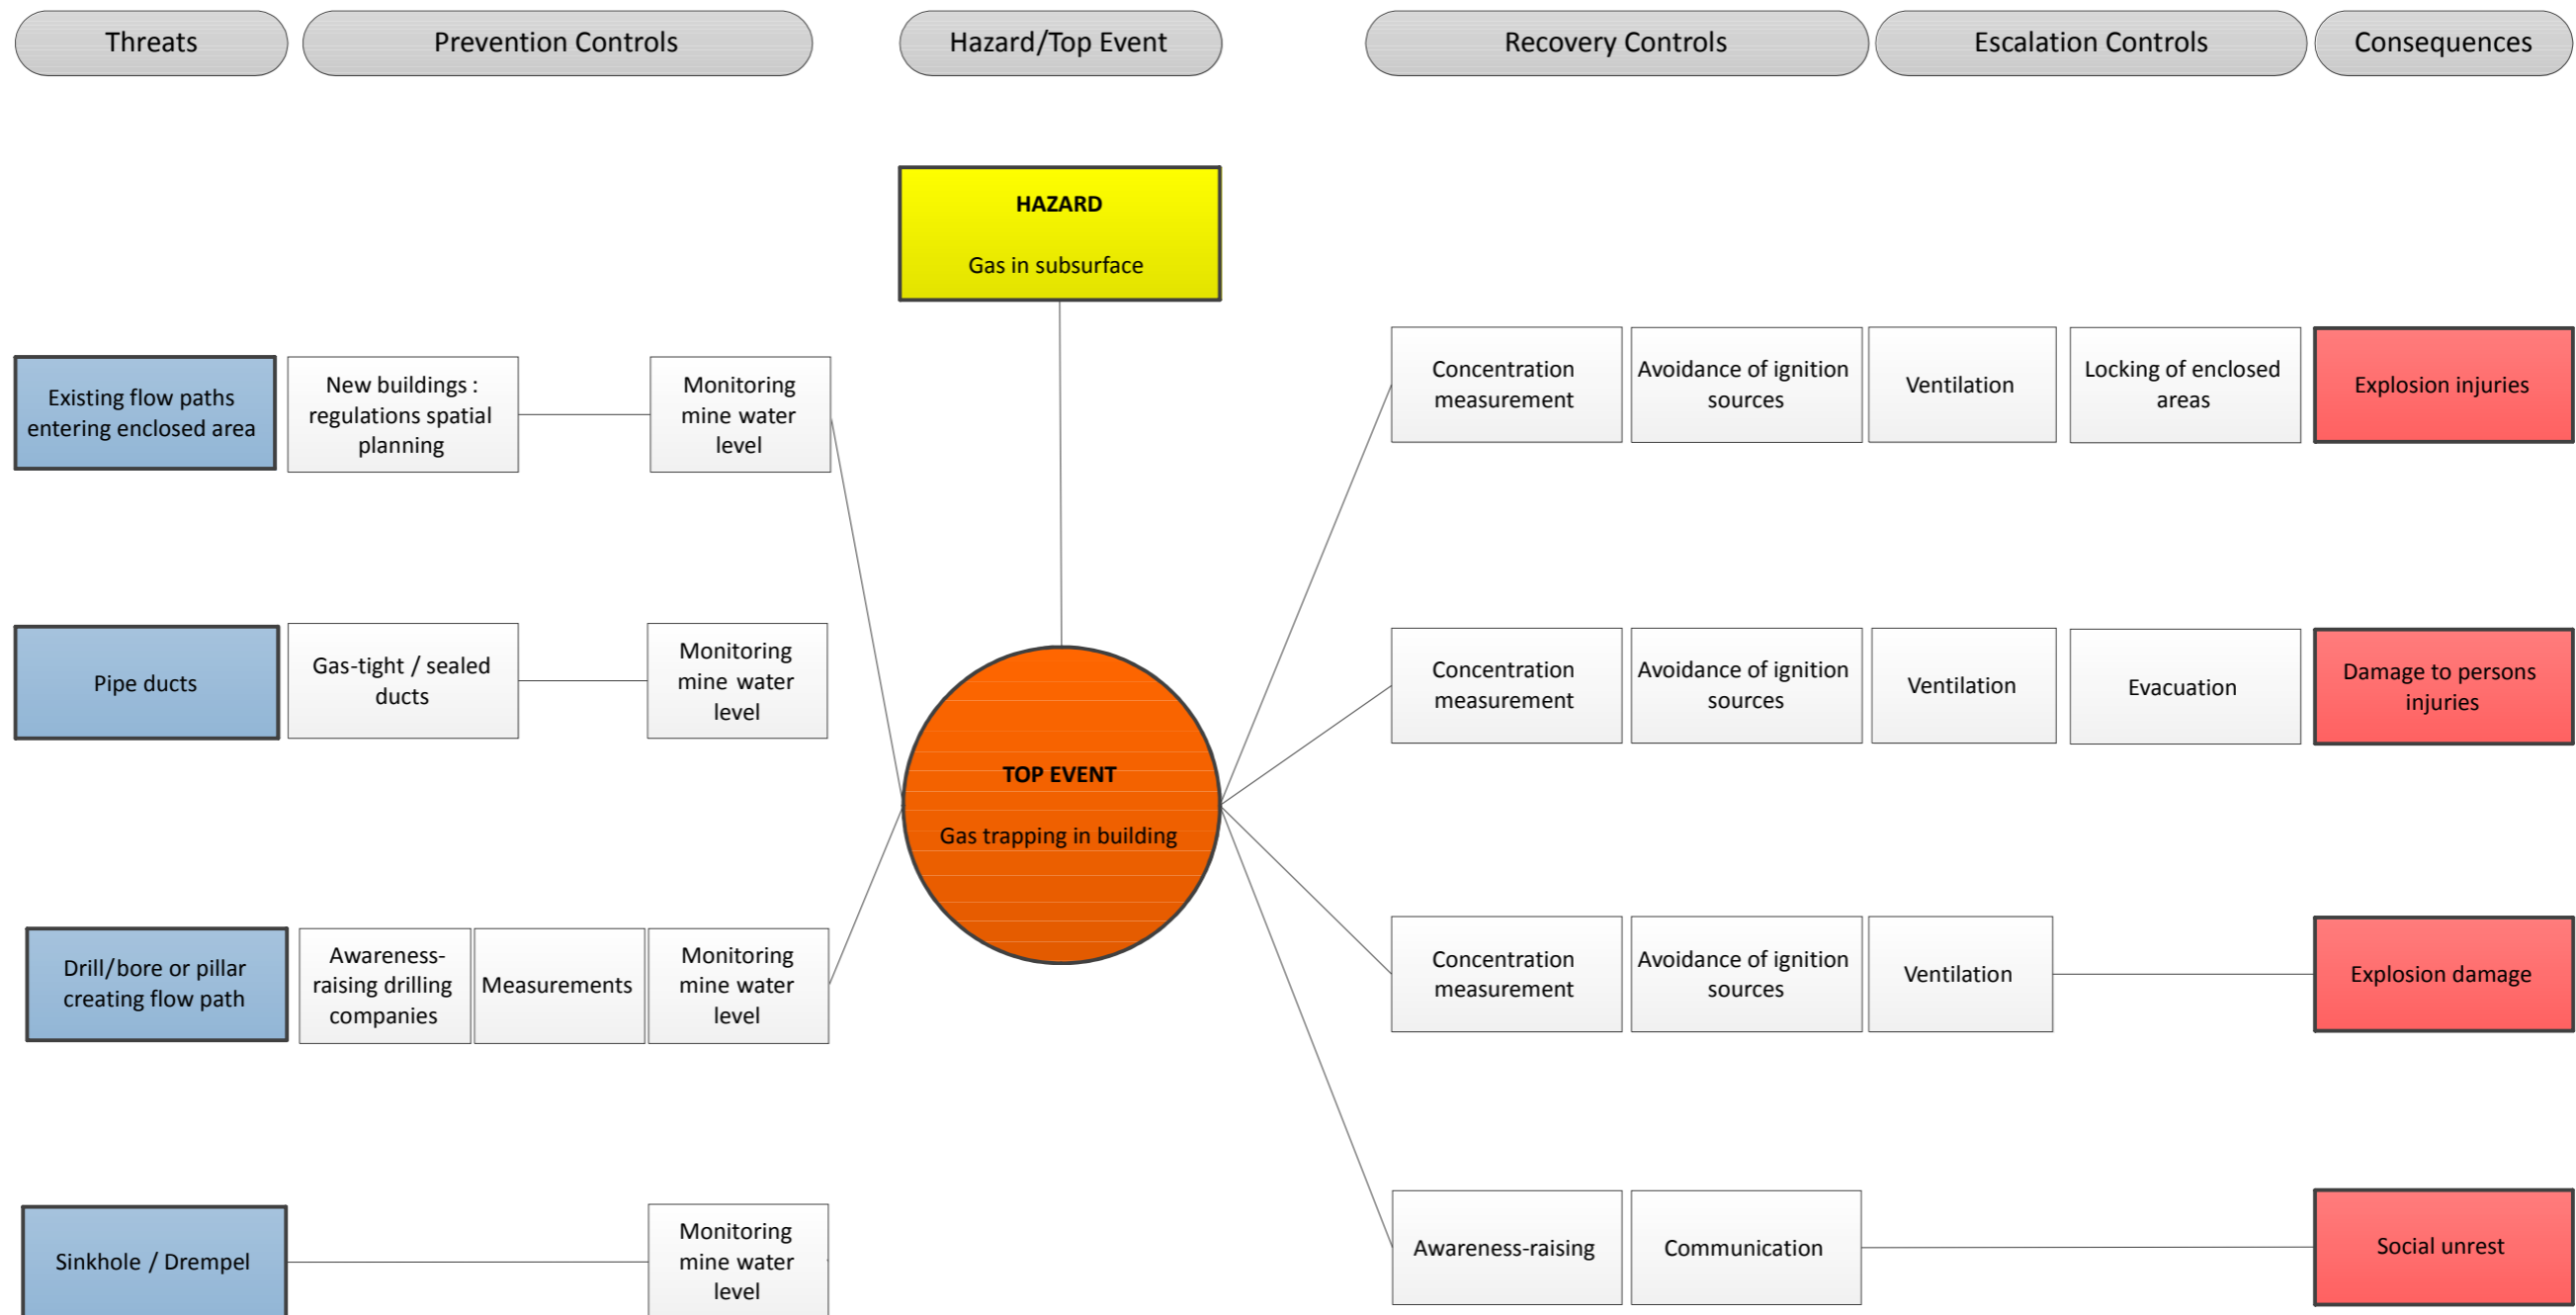 Threats
Prevention Controls
Hazard/Top Event
Recovery Controls
Escalation Controls
Consequences
HAZARD
Gas in subsurface
Existing flow paths
entering enclosed area
New buildings :
regulations spatial
planning
Monitoring
mine water
level
Concentration
measurement
Avoidance of ignition
sources
Ventilation
Locking of enclosed
areas
Explosion injuries
Pipe ducts
Gas-tight / sealed
ducts
Monitoring
mine water
level
Concentration
measurement
Avoidance of ignition
sources
Ventilation
Evacuation
Damage to persons
injuries
TOP EVENT
Gas trapping in building
Drill/bore or pillar
creating flow path
Awareness-
raising drilling
companies
Measurements
Monitoring
mine water
level
Concentration
measurement
Avoidance of ignition
sources
Ventilation
Explosion damage
Sinkhole / Drempel
Monitoring
mine water
level
Awareness-raising
Communication
Social unrest